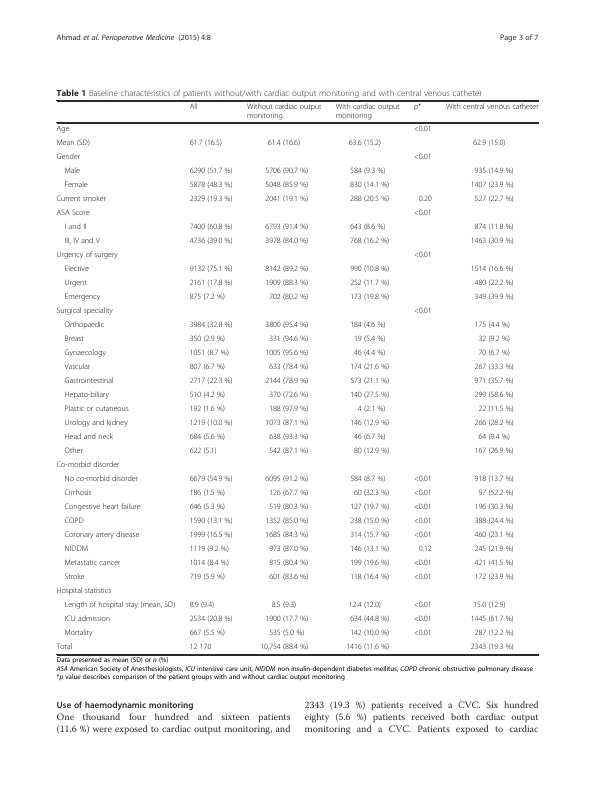 Ahmad et al. Perioperative Medicine (2015) 4:8 Page 3 of 7
Table 1 Baseline characteristics of patients without/with cardiac output monitoring and with central venous catheter
All Without cardiac output monitoring With cardiac output monitoring p* With central venous catheter
Age <0.01
Mean (SD) 61.7 (16.5) 61.4 (16.6) 63.6 (15.2) 62.9 (15.0)
Gender <0.01
Male 6290 (51.7 %) 5706 (90.7 %) 584 (9.3 %) 935 (14.9 %)
Female 5878 (48.3 %) 5048 (85.9 %) 830 (14.1 %) 1407 (23.9 %)
Current smoker 2329 (19.3 %) 2041 (19.1 %) 288 (20.5 %) 0.20 527 (22.7 %)
ASA Score <0.01
I and II 7400 (60.8 %) 6793 (91.4 %) 643 (8.6 %) 874 (11.8 %)
III, IV and V 4736 (39.0 %) 3978 (84.0 %) 768 (16.2 %) 1463 (30.9 %)
Urgency of surgery <0.01
Elective 9132 (75.1 %) 8142 (89.2 %) 990 (10.8 %) 1514 (16.6 %)
Urgent 2161 (17.8 %) 1909 (88.3 %) 252 (11.7 %) 480 (22.2 %)
Emergency 875 (7.2 %) 702 (80.2 %) 173 (19.8 %) 349 (39.9 %)
Surgical speciality <0.01
Orthopaedic 3984 (32.8 %) 3800 (95.4 %) 184 (4.6 %) 175 (4.4 %)
Breast 350 (2.9 %) 331 (94.6 %) 19 (5.4 %) 32 (9.2 %)
Gynaecology 1051 (8.7 %) 1005 (95.6 %) 46 (4.4 %) 70 (6.7 %)
Vascular 807 (6.7 %) 633 (78.4 %) 174 (21.6 %) 267 (33.3 %)
Gastrointestinal 2717 (22.3 %) 2144 (78.9 %) 573 (21.1 %) 971 (35.7 %)
Hepato-biliary 510 (4.2 %) 370 (72.6 %) 140 (27.5 %) 299 (58.6 %)
Plastic or cutaneous 192 (1.6 %) 188 (97.9 %) 4 (2.1 %) 22 (11.5 %)
Urology and kidney 1219 (10.0 %) 1073 (87.1 %) 146 (12.9 %) 266 (28.2 %)
Head and neck 684 (5.6 %) 638 (93.3 %) 46 (6.7 %) 64 (9.4 %)
Other 622 (5.1) 542 (87.1 %) 80 (12.9 %) 167 (26.9 %)
Co-morbid disorder
No co-morbid disorder 6679 (54.9 %) 6095 (91.2 %) 584 (8.7 %) <0.01 918 (13.7 %)
Cirrhosis 186 (1.5 %) 126 (67.7 %) 60 (32.3 %) <0.01 97 (52.2 %)
Congestive heart failure 646 (5.3 %) 519 (80.3 %) 127 (19.7 %) <0.01 196 (30.3 %)
COPD 1590 (13.1 %) 1352 (85.0 %) 238 (15.0 %) <0.01 388 (24.4 %)
Coronary artery disease 1999 (16.5 %) 1685 (84.3 %) 314 (15.7 %) <0.01 460 (23.1 %)
NIDDM 1119 (9.2 %) 973 (87.0 %) 146 (13.1 %) 0.12 245 (21.9 %)
Metastatic cancer 1014 (8.4 %) 815 (80.4 %) 199 (19.6 %) <0.01 421 (41.5 %)
Stroke 719 (5.9 %) 601 (83.6 %) 118 (16.4 %) <0.01 172 (23.9 %)
Hospital statistics
Length of hospital stay (mean, SD) 8.9 (9.4) 8.5 (9.3) 12.4 (12.0) <0.01 15.0 (12.9)
ICU admission 2534 (20.8 %) 1900 (17.7 %) 634 (44.8 %) <0.01 1445 (61.7 %)
Mortality 667 (5.5 %) 535 (5.0 %) 142 (10.0 %) <0.01 287 (12.2 %)
Total 12 170 10,754 (88.4 %) 1416 (11.6 %) 2343 (19.3 %)
Data presented as mean (SD) or n (%)
ASA American Society of Anesthesiologists, ICU intensive care unit, NIDDM non-insulin-dependent diabetes mellitus, COPD chronic obstructive pulmonary disease
*p value describes comparison of the patient groups with and without cardiac output monitoring
Use of haemodynamic monitoring
One thousand four hundred and sixteen patients
(11.6 %) were exposed to cardiac output monitoring, and
2343 (19.3 %) patients received a CVC. Six hundred
eighty (5.6 %) patients received both cardiac output
monitoring and a CVC. Patients exposed to cardiac